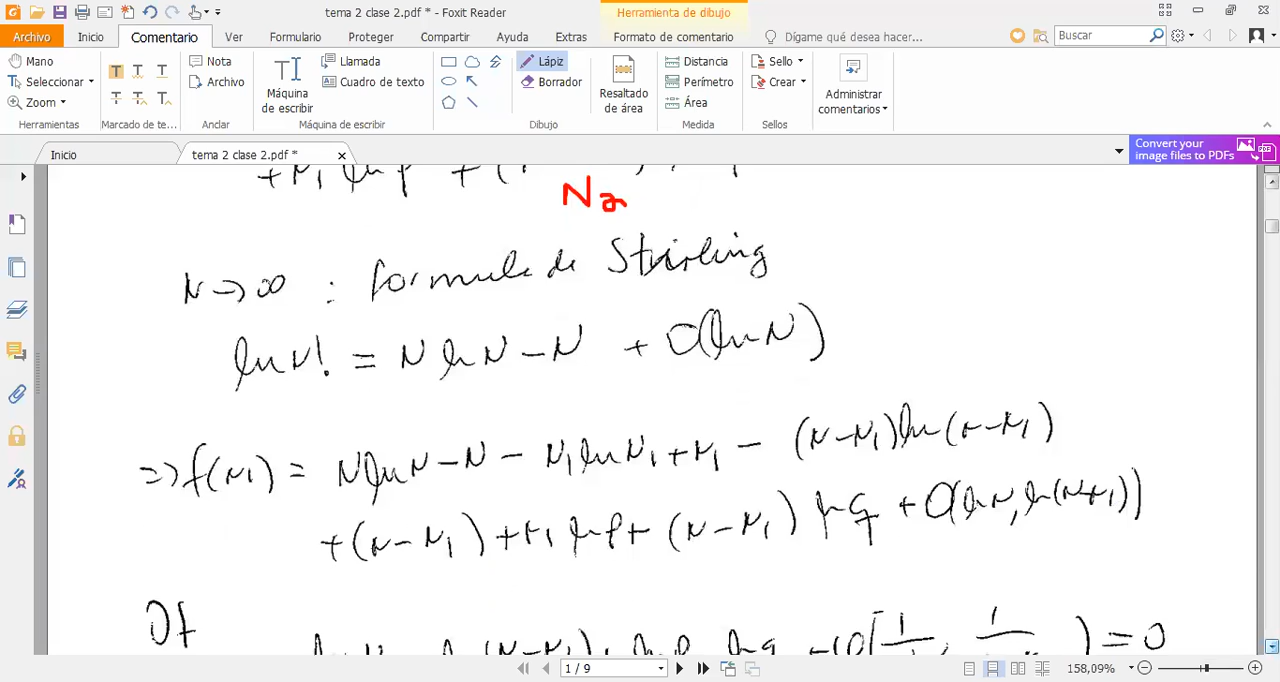 tema 2 clase 2.pdf * - Foxit Reader
Herramienta de dibujo
Archivo Inicio Comentario Ver Formulario Proteger Compartir Ayuda Extras Formato de comentario Dígame qué desea hacer... Buscar
Mano
Seleccionar
Zoom
Herramientas
T T T
T T T
Marcado de te...
Nota
Archivo
Anclar
Máquina de escribir
Llamada
Cuadro de texto
Máquina de escribir
Lápiz
Borrador
Dibujo
Resaltado de área
Distancia
Perímetro
Área
Medida
Sello
Crear
Sellos
Administrar comentarios
Inicio
tema 2 clase 2.pdf *
Convert your
image files to PDFs
+N₁ ln p + (
N₂
N → ∞ : formula de Stirling
ln N! = N ln N - N + O(ln N)
=> f(N₁) = N ln N - N - N₁ ln N₁ + N₁ - (N-N₁) ln (N-N₁)
+ (N-N₁) + N₁ ln p + (N-N₁) ln q + O(ln N, ln(N+1))
= 0
1 / 9
158,09%